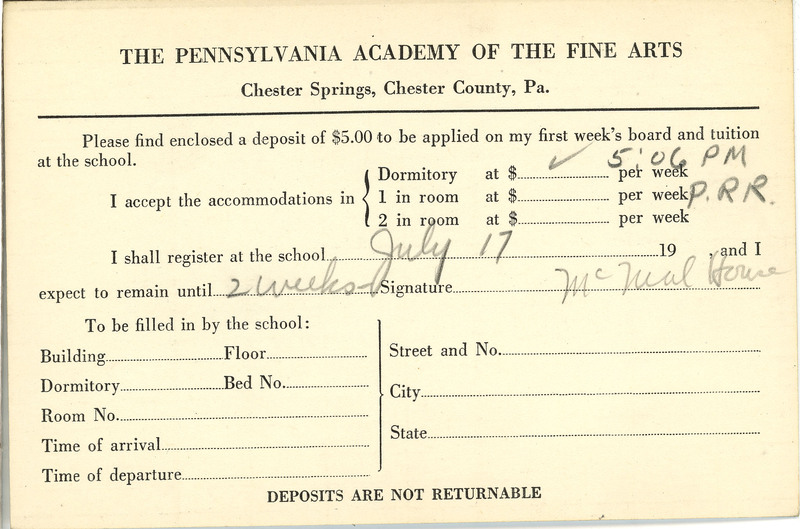 THE PENNSYLVANIA ACADEMY OF THE FINE ARTS
Chester Springs, Chester County, Pa.
Please find enclosed a deposit of $5.00 to be applied on my first week's board and tuition
at the school.
5:06 PM
Dormitory at $ ✓ per week
I accept the accommodations in { 1 in room at $ per week P.R.R.
2 in room at $ per week
I shall register at the school July 17 19 , and I
expect to remain until 2 weeks Signature McNeal House
To be filled in by the school:
Building Floor
Street and No.
Dormitory Bed No.
City
Room No.
State
Time of arrival
Time of departure
DEPOSITS ARE NOT RETURNABLE